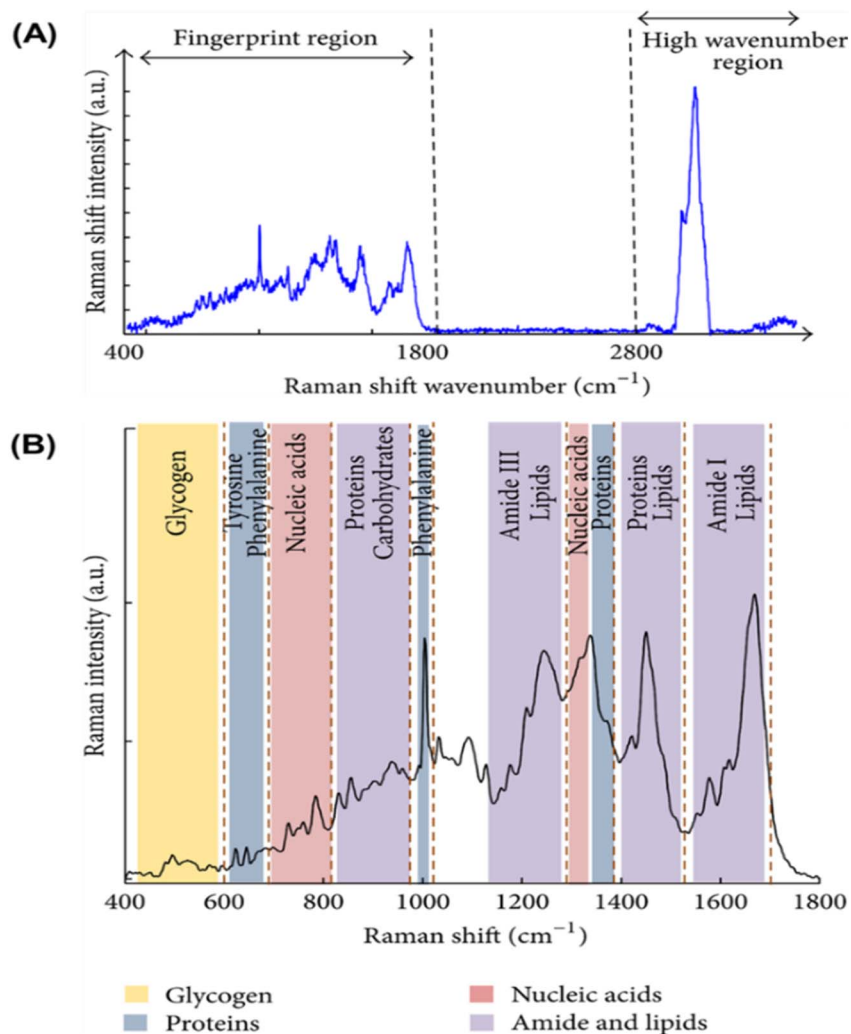 (A)
Fingerprint region
High wavenumber
region
Raman shift intensity (a.u.)
400
1800
2800
Raman shift wavenumber (cm−1)
(B)
Glycogen
Tyrosine
Phenylalanine
Nucleic acids
Proteins
Carbohydrates
Phenylalanine
Amide III
Lipids
Nucleic acids
Proteins
Proteins
Lipids
Amide I
Lipids
Raman intensity (a.u.)
400 600 800 1000 1200 1400 1600 1800
Raman shift (cm−1)
Glycogen
Nucleic acids
Proteins
Amide and lipids